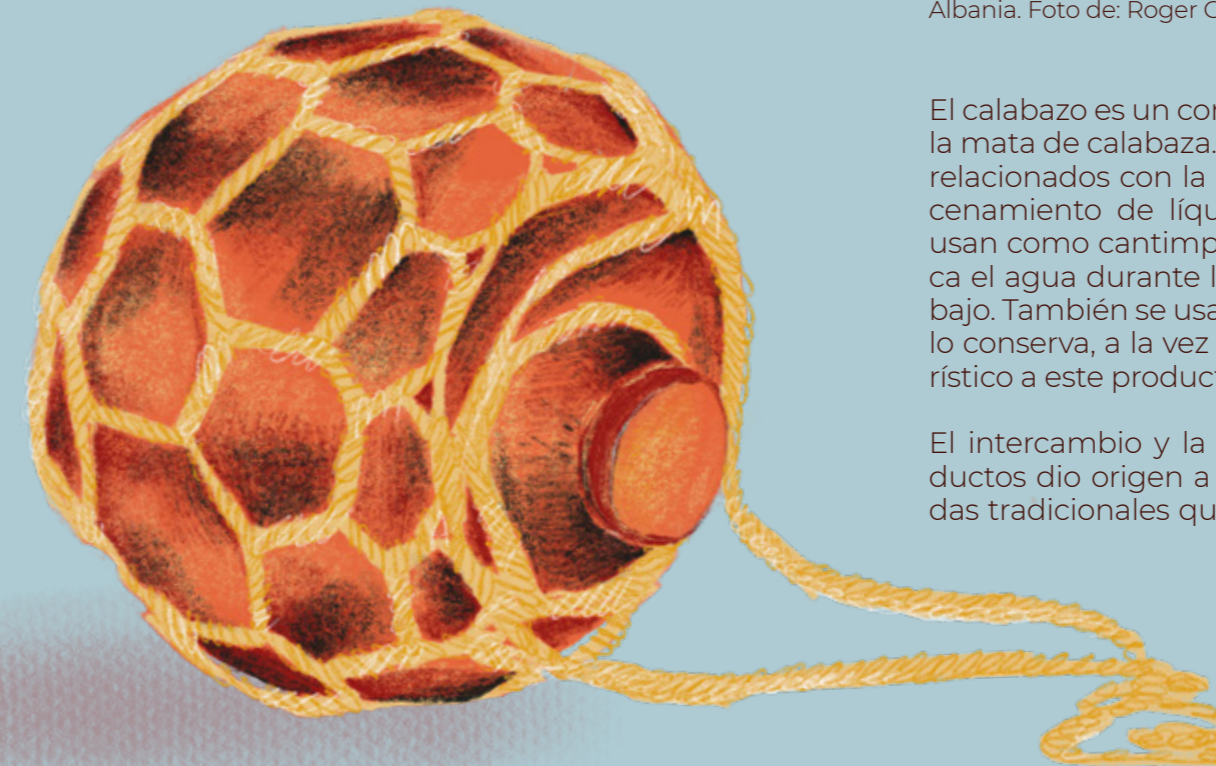 Albania. Foto de: Roger
El calabazo es un
la mata de calabaza.
relacionados con la
cenamiento de
usan como
ca el agua durante
bajo. También se
lo conserva, a la vez
rístico a este
El intercambio y la
ductos dio origen a
das tradicionales